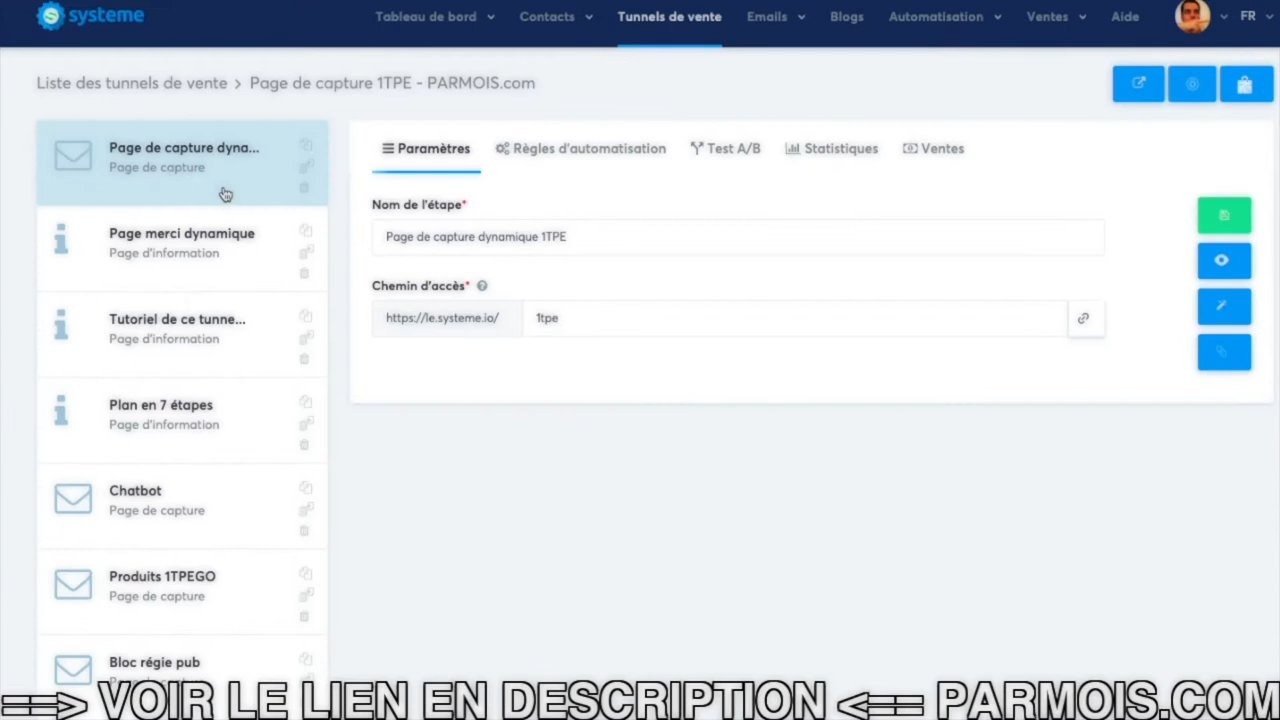 systeme
Tableau de bord
Contacts
Tunnels de vente
Emails
Blogs
Automatisation
Ventes
Aide
FR
Liste des tunnels de vente > Page de capture 1TPE - PARMOIS.com
Page de capture dyna...
Page de capture
Page merci dynamique
Page d'information
Tutoriel de ce tunne...
Page d'information
Plan en 7 étapes
Page d'information
Chatbot
Page de capture
Produits 1TPEGO
Page de capture
Bloc régie pub
Paramètres
Règles d'automatisation
Test A/B
Statistiques
Ventes
Nom de l'étape*
Page de capture dynamique 1TPE
Chemin d'accès*
https://le.systeme.io/
1tpe
==> VOIR LE LIEN EN DESCRIPTION <== PARMOIS.COM